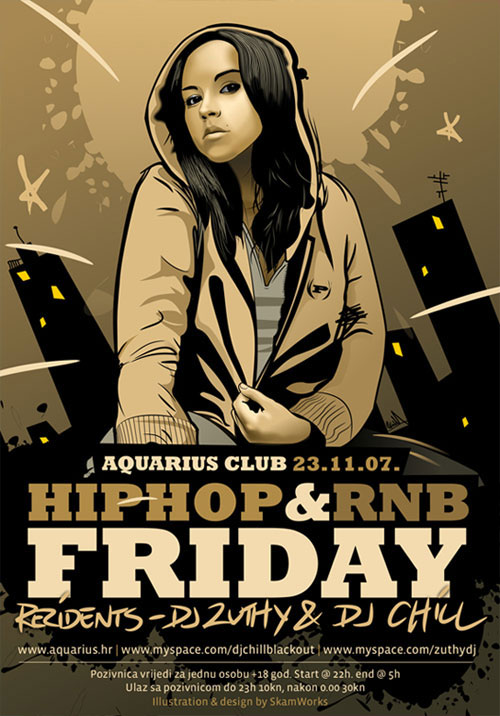 AQUARIUS CLUB 23.11.07.
HIPHOP&RNB
FRIDAY
REZIDENTS - DJ ZUTHY & DJ CHILL
www.aquarius.hr | www.myspace.com/djchillblackout | www.myspace.com/zuthydj
Pozivnica vrijedi za jednu osobu +18 god. Start @ 22h. end @ 5h
Ulaz sa pozivnicom do 23h 10kn, nakon 0.00 30kn
Illustration & design by SkamWorks